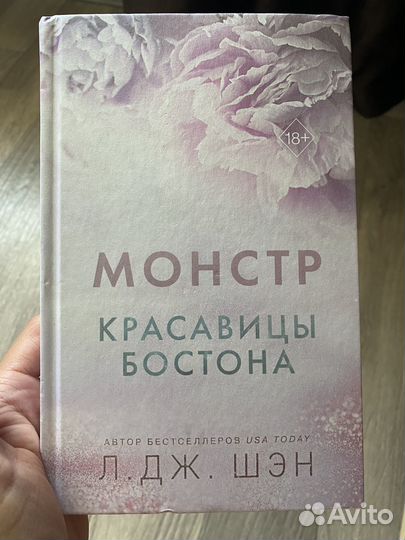 18+
МОНСТР
КРАСАВИЦЫ
БОСТОНА
АВТОР БЕСТСЕЛЛЕРОВ USA TODAY
Л. ДЖ. ШЭН
Avito